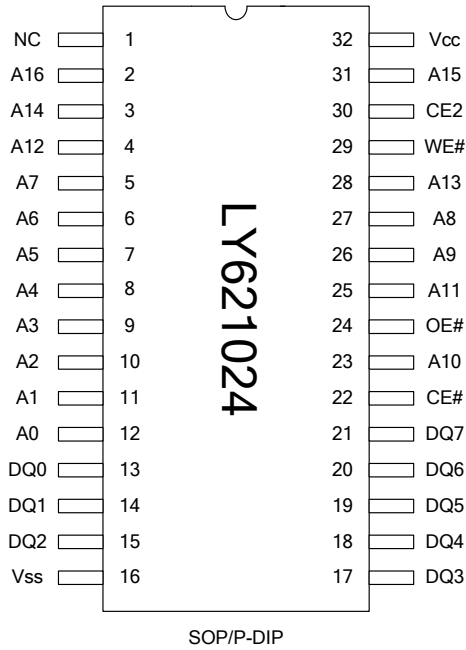 NC 1 32 Vcc
A16 2 31 A15
A14 3 30 CE2
A12 4 29 WE#
A7 5 28 A13
A6 6 27 A8
A5 7 26 A9
A4 8 25 A11
A3 9 24 OE#
A2 10 23 A10
A1 11 22 CE#
A0 12 21 DQ7
DQ0 13 20 DQ6
DQ1 14 19 DQ5
DQ2 15 18 DQ4
Vss 16 17 DQ3
LY621024
SOP/P-DIP